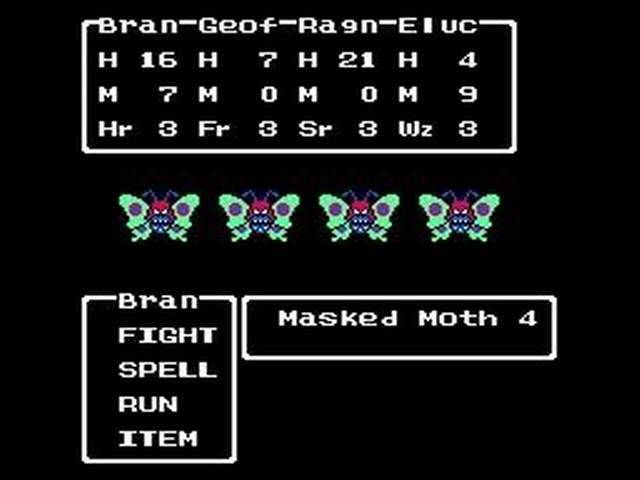 Bran Geof Ragn Eluc
H 16 H 7 H 21 H 4
M 7 M 0 M 0 M 9
Hr 3 Fr 3 Sr 3 Wz 3
Bran
FIGHT
SPELL
RUN
ITEM
Masked Moth 4